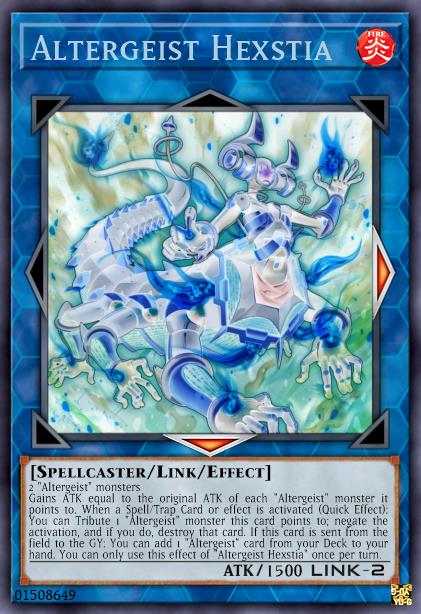 Altergeist Hexstia
FIRE
炎
[Spellcaster/Link/Effect]
2 "Altergeist" monsters
Gains ATK equal to the original ATK of each "Altergeist" monster it
points to. When a Spell/Trap Card or effect is activated (Quick Effect):
You can Tribute 1 "Altergeist" monster this card points to; negate the
activation, and if you do, destroy that card. If this card is sent from the
field to the GY: You can add 1 "Altergeist" card from your Deck to your
hand. You can only use this effect of "Altergeist Hexstia" once per turn.
ATK/1500 LINK-2
01508649